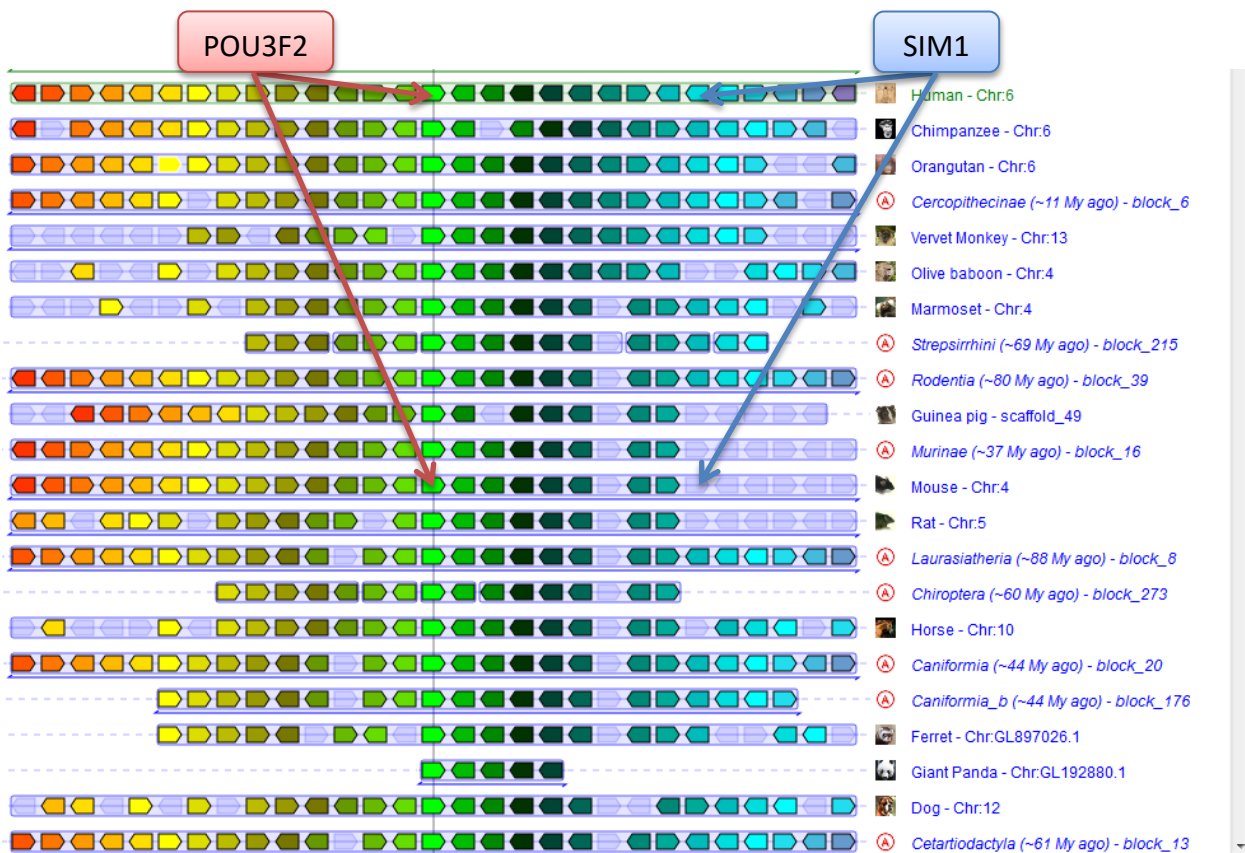 POU3F2
SIM1
Human - Chr:6
Chimpanzee - Chr:6
Orangutan - Chr:6
A Cercopithecinae (~11 My ago) - block_6
Vervet Monkey - Chr:13
Olive baboon - Chr:4
Marmoset - Chr:4
A Strepsirrhini (~69 My ago) - block_215
A Rodentia (~80 My ago) - block_39
Guinea pig - scaffold_49
A Murinae (~37 My ago) - block_16
Mouse - Chr:4
Rat - Chr:5
A Laurasiatheria (~88 My ago) - block_8
A Chiroptera (~60 My ago) - block_273
Horse - Chr:10
A Caniformia (~44 My ago) - block_20
A Caniformia_b (~44 My ago) - block_176
Ferret - Chr:GL897026.1
Giant Panda - Chr:GL192880.1
Dog - Chr:12
A Cetartiodactyla (~61 My ago) - block_13